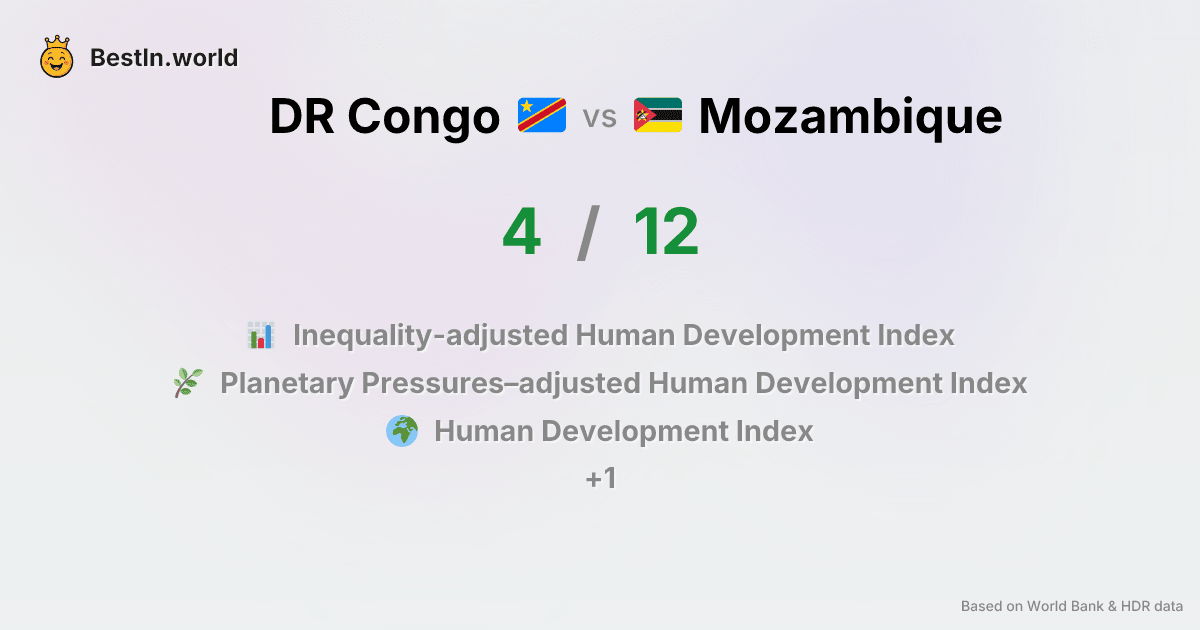 BestIn.world
DR Congo vs Mozambique
4 / 12
Inequality-adjusted Human Development Index
Planetary Pressures–adjusted Human Development Index
Human Development Index
+1
Based on World Bank & HDR data